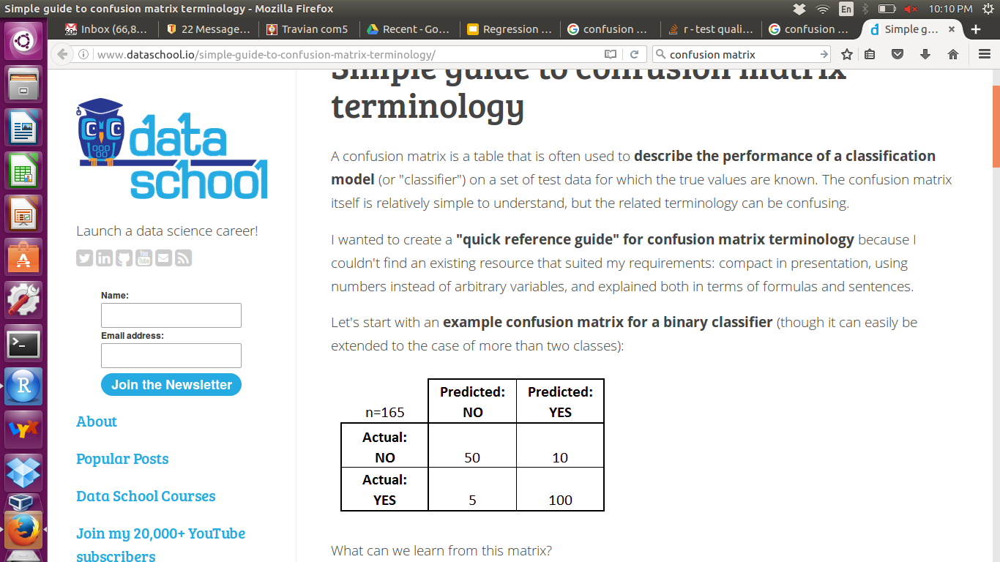 Simple guide to confusion matrix terminology - Mozilla Firefox
En
10:10 PM
60+
Inbox (66,8...
22 Message...
Travian com5
Recent - Go...
Regression ...
confusion ...
r - test quali...
confusion ...
Simple g...
www.dataschool.io/simple-guide-to-confusion-matrix-terminology/
confusion matrix
data
school
Launch a data science career!
You
Tube
Name:
Email address:
Join the Newsletter
About
Popular Posts
Data School Courses
Join my 20,000+ YouTube
subscribers
Simple guide to confusion matrix
terminology
A confusion matrix is a table that is often used to describe the performance of a classification
model (or "classifier") on a set of test data for which the true values are known. The confusion matrix
itself is relatively simple to understand, but the related terminology can be confusing.
I wanted to create a "quick reference guide" for confusion matrix terminology because I
couldn't find an existing resource that suited my requirements: compact in presentation, using
numbers instead of arbitrary variables, and explained both in terms of formulas and sentences.
Let's start with an example confusion matrix for a binary classifier (though it can easily be
extended to the case of more than two classes):
n=165
Predicted:
NO
Predicted:
YES
Actual:
NO
50
10
Actual:
YES
5
100
What can we learn from this matrix?
R
LyX